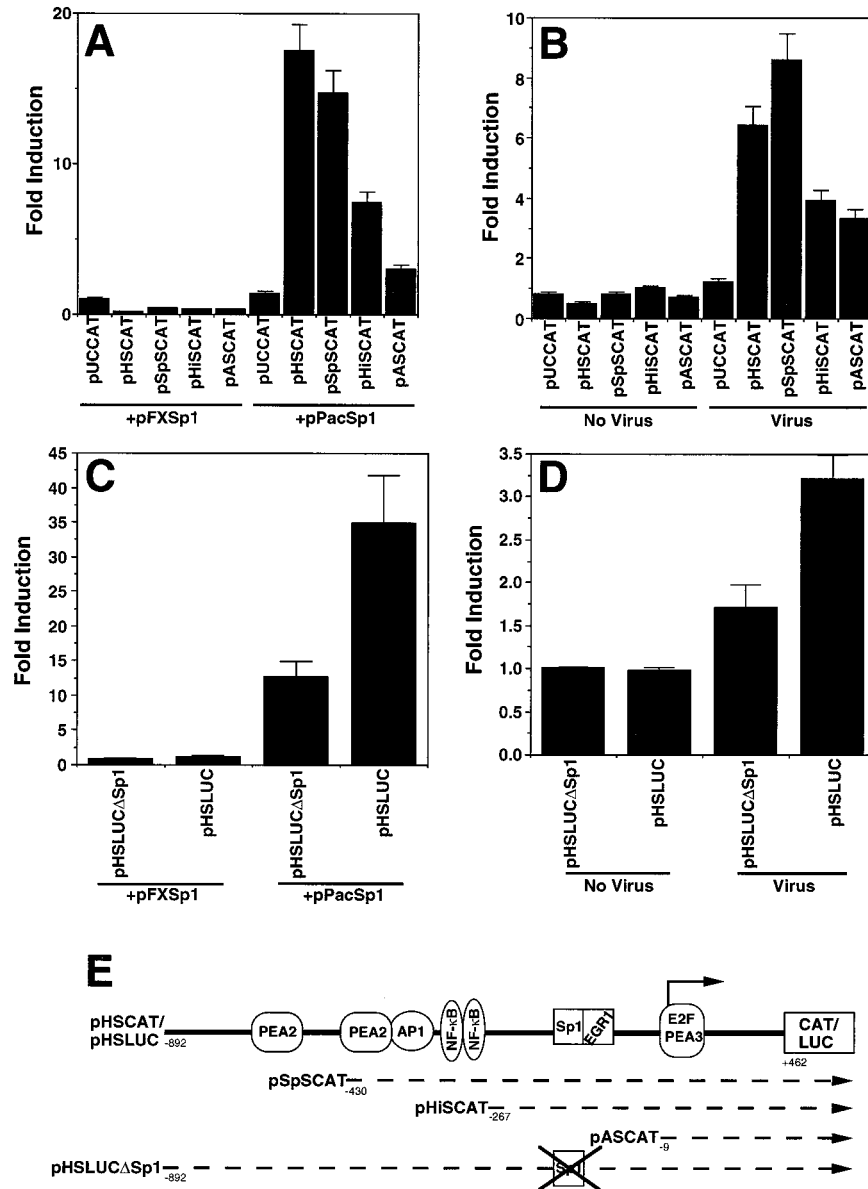 A
Fold Induction
20
10
0
pUCCAT
pHSCAT
pSpSCAT
pHiSCAT
pASCAT
pUCCAT
pHSCAT
pSpSCAT
pHiSCAT
pASCAT
+pFXSp1
+pPacSp1
B
Fold Induction
10
8
6
4
2
0
pUCCAT
pHSCAT
pSpSCAT
pHiSCAT
pASCAT
pUCCAT
pHSCAT
pSpSCAT
pHiSCAT
pASCAT
No Virus
Virus
C
Fold Induction
45
40
35
30
25
20
15
10
5
0
pHSLUCΔSp1
pHSLUC
pHSLUCΔSp1
pHSLUC
+pFXSp1
+pPacSp1
D
Fold Induction
3.5
3.0
2.5
2.0
1.5
1.0
0.5
0.0
pHSLUCΔSp1
pHSLUC
pHSLUCΔSp1
pHSLUC
No Virus
Virus
E
pHSCAT/
pHSLUC
-892
PEA2
PEA2
AP1
NF-κB
NF-κB
Sp1
EGR1
E2F
PEA3
CAT/
LUC
+462
pSpSCAT
-430
pHiSCAT
-267
pASCAT
-9
pHSLUCΔSp1
-892
Sp1